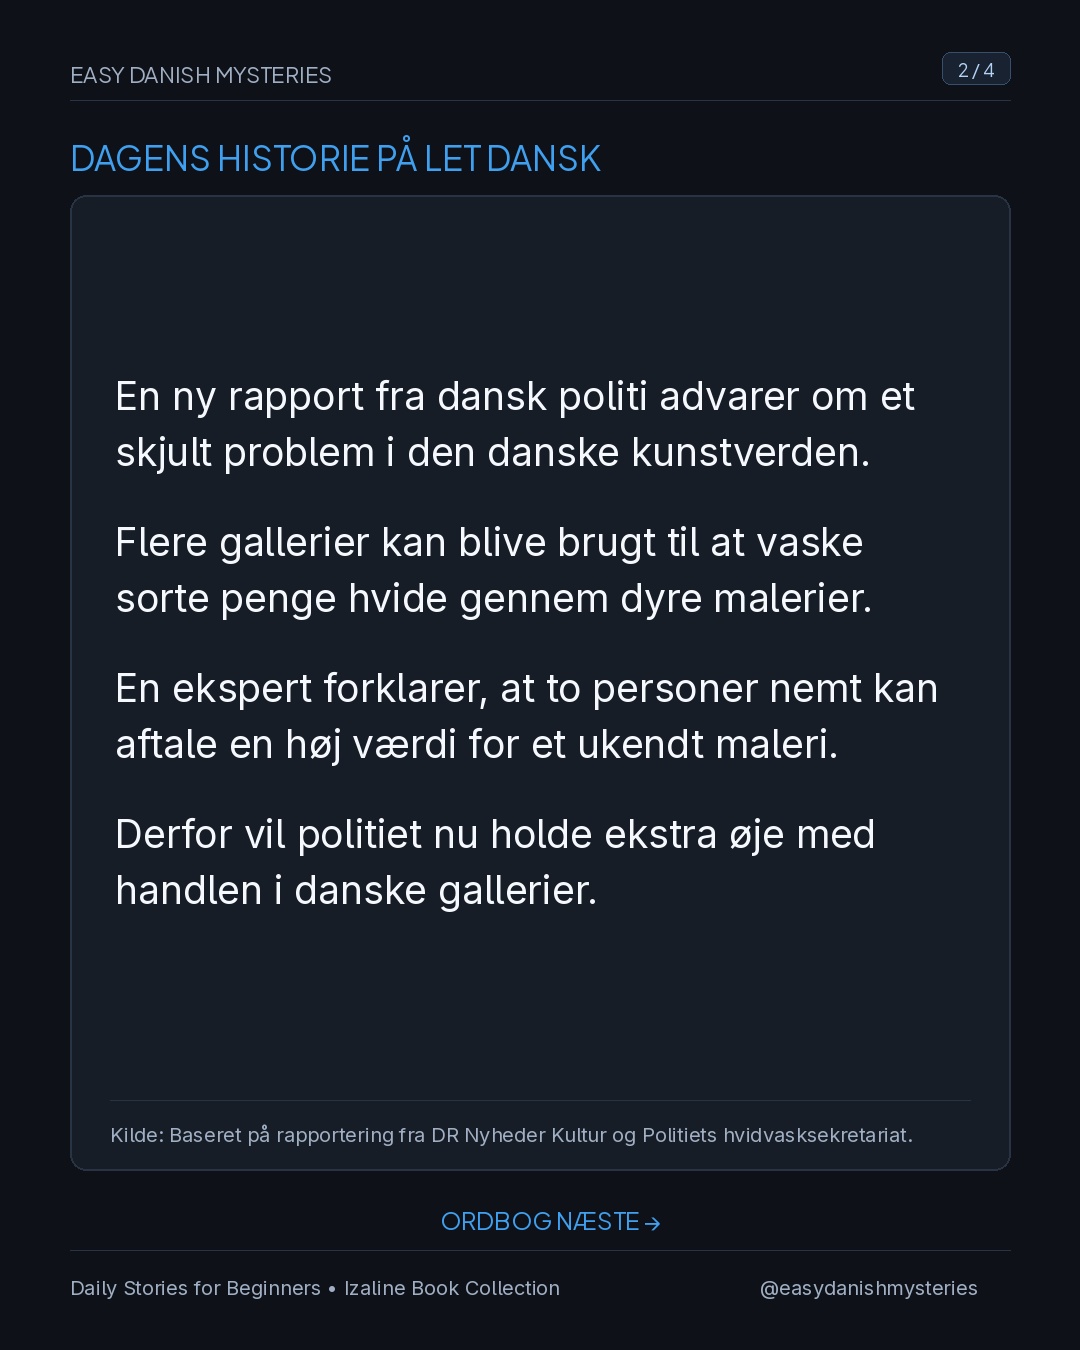 EASY DANISH MYSTERIES
2/4
DAGENS HISTORIE PÅ LET DANSK
En ny rapport fra dansk politi advarer om et
skjult problem i den danske kunstverden.
Flere gallerier kan blive brugt til at vaske
sorte penge hvide gennem dyre malerier.
En ekspert forklarer, at to personer nemt kan
aftale en høj værdi for et ukendt maleri.
Derfor vil politiet nu holde ekstra øje med
handlen i danske gallerier.
Kilde: Baseret på rapportering fra DR Nyheder Kultur og Politiets hvidvasksekretariat.
ORDBOG NÆSTE →
Daily Stories for Beginners • Izaline Book Collection
@easydanishmysteries